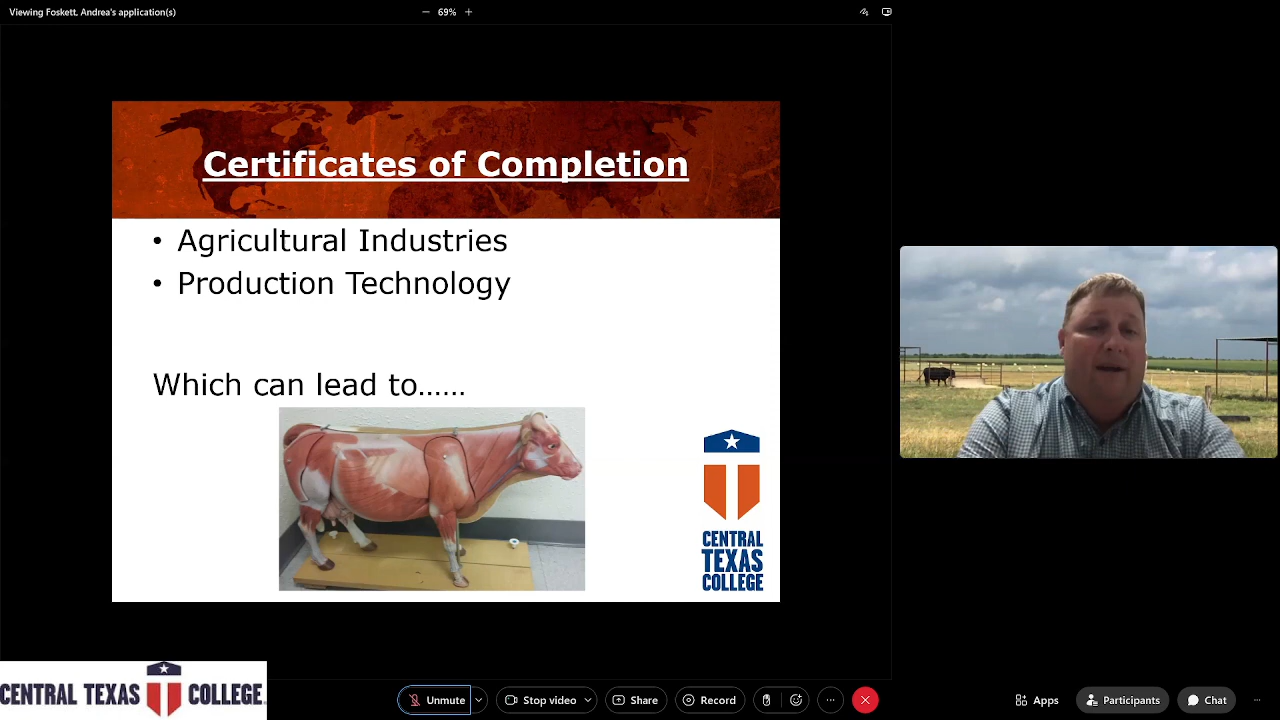 Viewing Foskett, Andrea's application(s)
69%
Certificates of Completion
• Agricultural Industries
• Production Technology
Which can lead to......
CENTRAL
TEXAS
COLLEGE
CENTRAL TEXAS COLLEGE
Unmute
Stop video
Share
Record
Apps
Participants
Chat